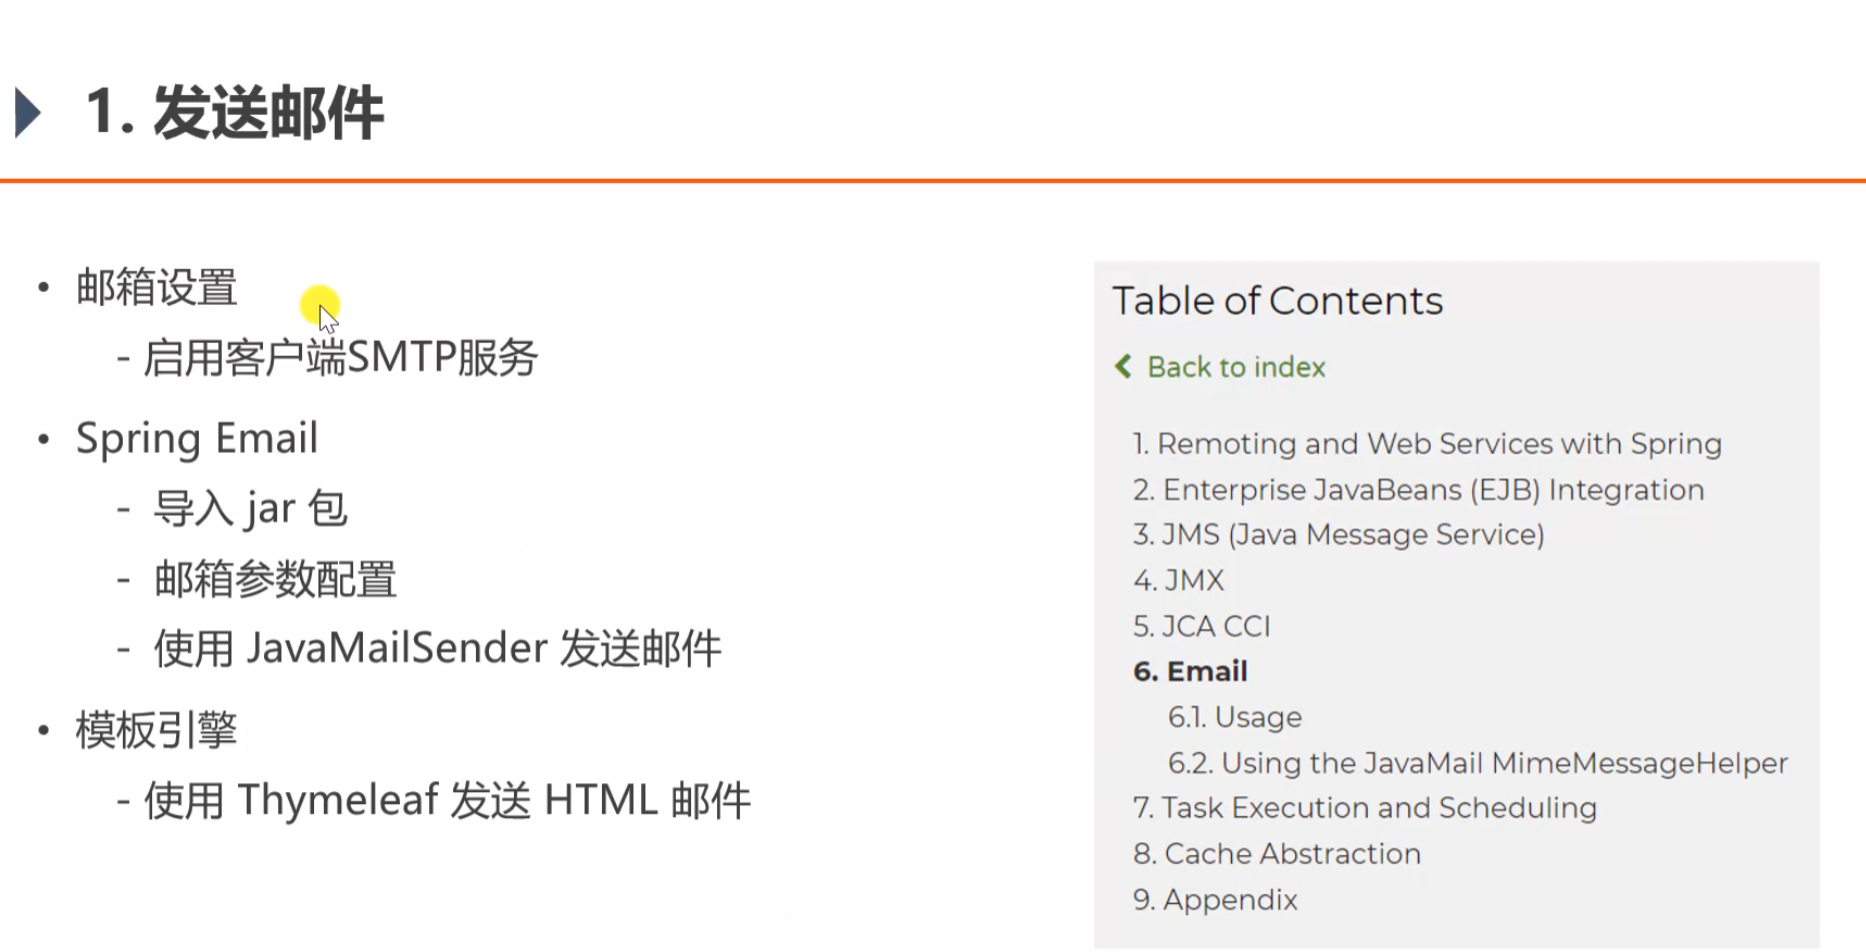 1. 发送邮件
• 邮箱设置
- 启用客户端SMTP服务
• Spring Email
- 导入 jar 包
- 邮箱参数配置
- 使用 JavaMailSender 发送邮件
• 模板引擎
- 使用 Thymeleaf 发送 HTML 邮件
Table of Contents
Back to index
1. Remoting and Web Services with Spring
2. Enterprise JavaBeans (EJB) Integration
3. JMS (Java Message Service)
4. JMX
5. JCA CCI
6. Email
6.1. Usage
6.2. Using the JavaMail MimeMessageHelper
7. Task Execution and Scheduling
8. Cache Abstraction
9. Appendix